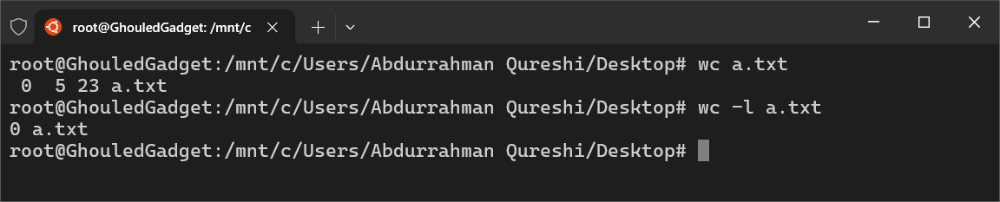 root@GhouledGadget: /mnt/c
root@GhouledGadget:/mnt/c/Users/Abdurrahman Qureshi/Desktop# wc a.txt
 0  5 23 a.txt
root@GhouledGadget:/mnt/c/Users/Abdurrahman Qureshi/Desktop# wc -l a.txt
0 a.txt
root@GhouledGadget:/mnt/c/Users/Abdurrahman Qureshi/Desktop#